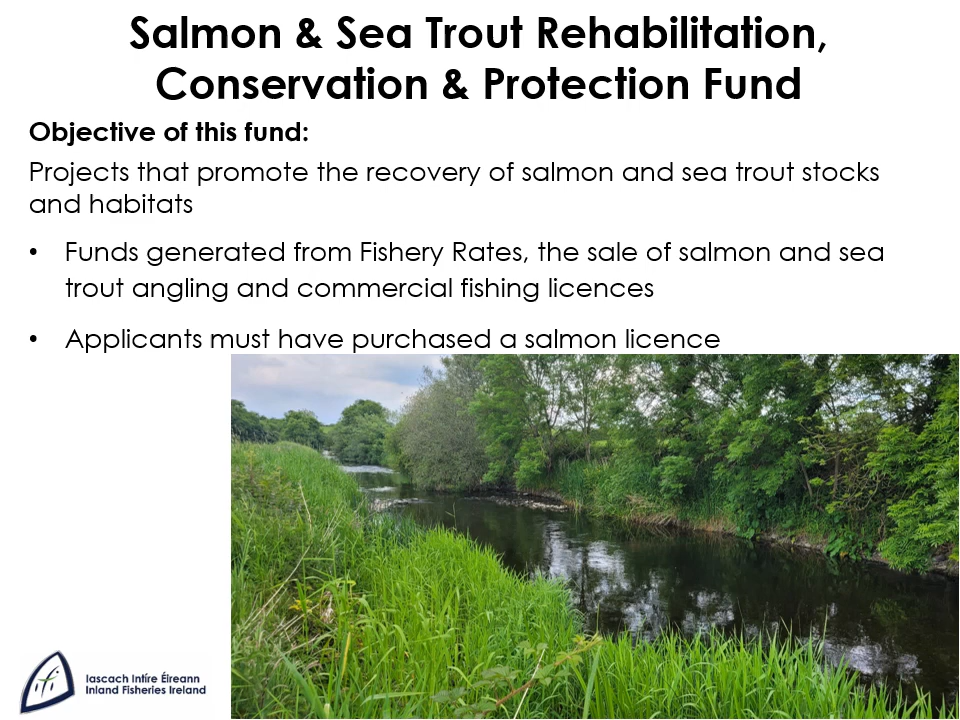 Salmon & Sea Trout Rehabilitation,
Conservation & Protection Fund
Objective of this fund:
Projects that promote the recovery of salmon and sea trout stocks
and habitats
• Funds generated from Fishery Rates, the sale of salmon and sea
trout angling and commercial fishing licences
• Applicants must have purchased a salmon licence
Iascach Intíre Éireann
Inland Fisheries Ireland